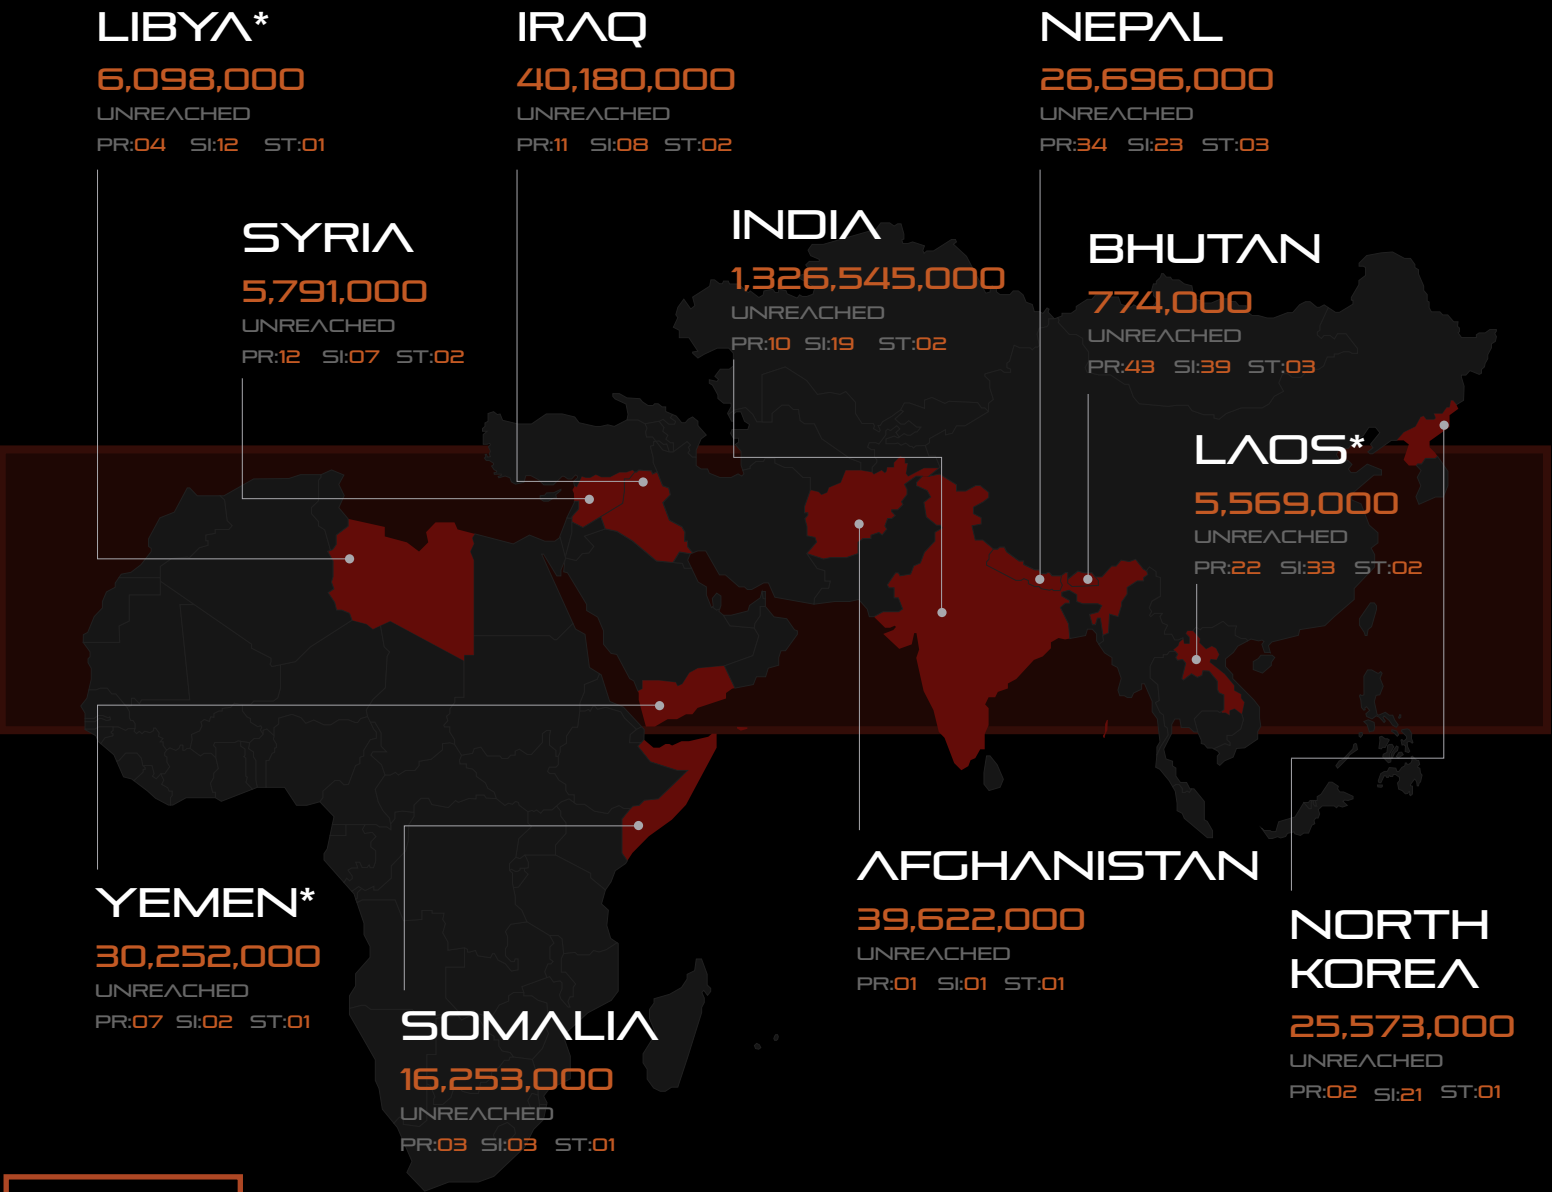 LIBYA*
6,098,000
UNREACHED
PR:04 SI:12 ST:01
IRAQ
40,180,000
UNREACHED
PR:11 SI:08 ST:02
NEPAL
26,696,000
UNREACHED
PR:34 SI:23 ST:03
SYRIA
5,791,000
UNREACHED
PR:12 SI:07 ST:02
INDIA
1,326,545,000
UNREACHED
PR:10 SI:19 ST:02
BHUTAN
774,000
UNREACHED
PR:43 SI:39 ST:03
LAOS*
5,569,000
UNREACHED
PR:22 SI:33 ST:02
YEMEN*
30,252,000
UNREACHED
PR:07 SI:02 ST:01
SOMALIA
16,253,000
UNREACHED
PR:03 SI:03 ST:01
AFGHANISTAN
39,622,000
UNREACHED
PR:01 SI:01 ST:01
NORTH
KOREA
25,573,000
UNREACHED
PR:02 SI:21 ST:01